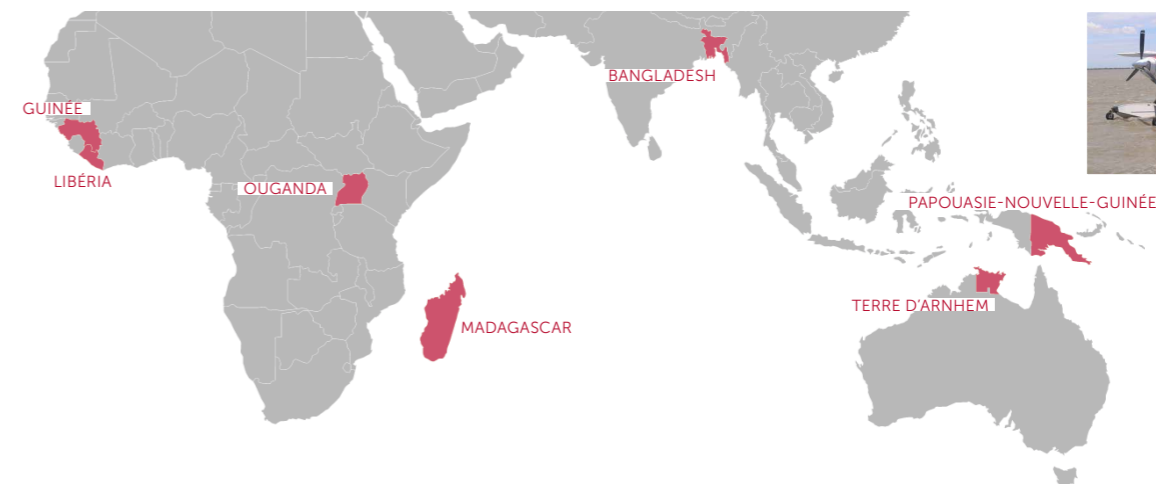 BANGLADESH
GUINÉE
LIBÉRIA
OUGANDA
PAPOUASIE-NOUVELLE-GUINÉE
TERRE D'ARNHEM
MADAGASCAR